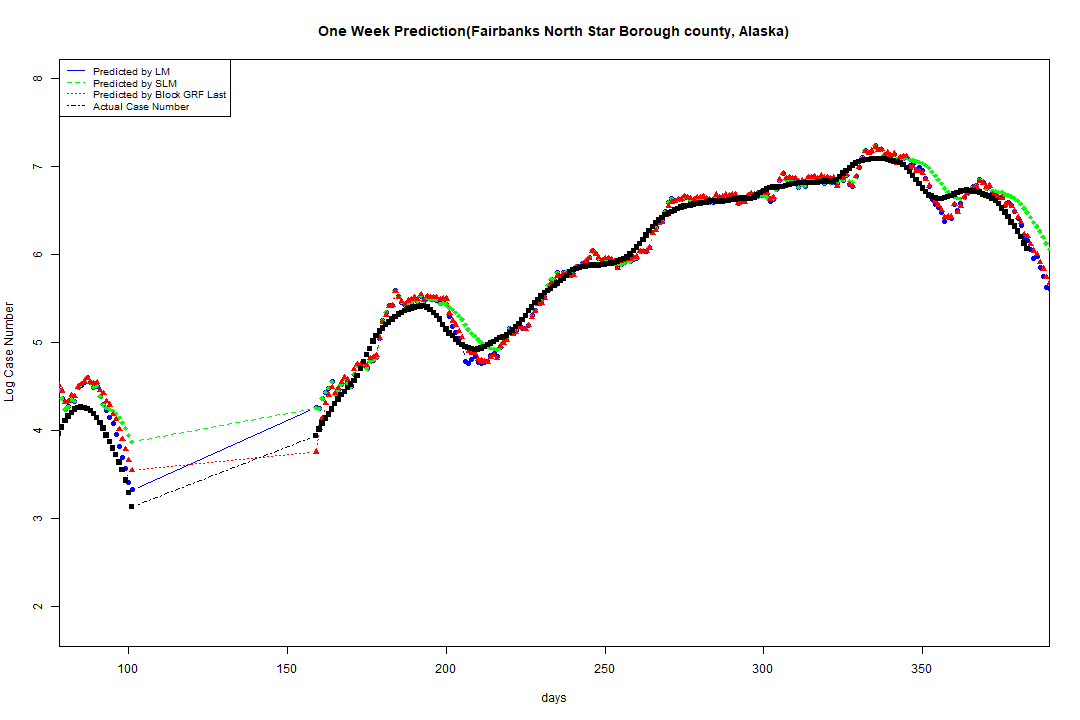 One Week Prediction(Fairbanks North Star Borough county, Alaska)
Predicted by LM
Predicted by SLM
Predicted by Block GRF Last
Actual Case Number
8
7
6
5
4
3
2
Log Case Number
100 150 200 250 300 350
days